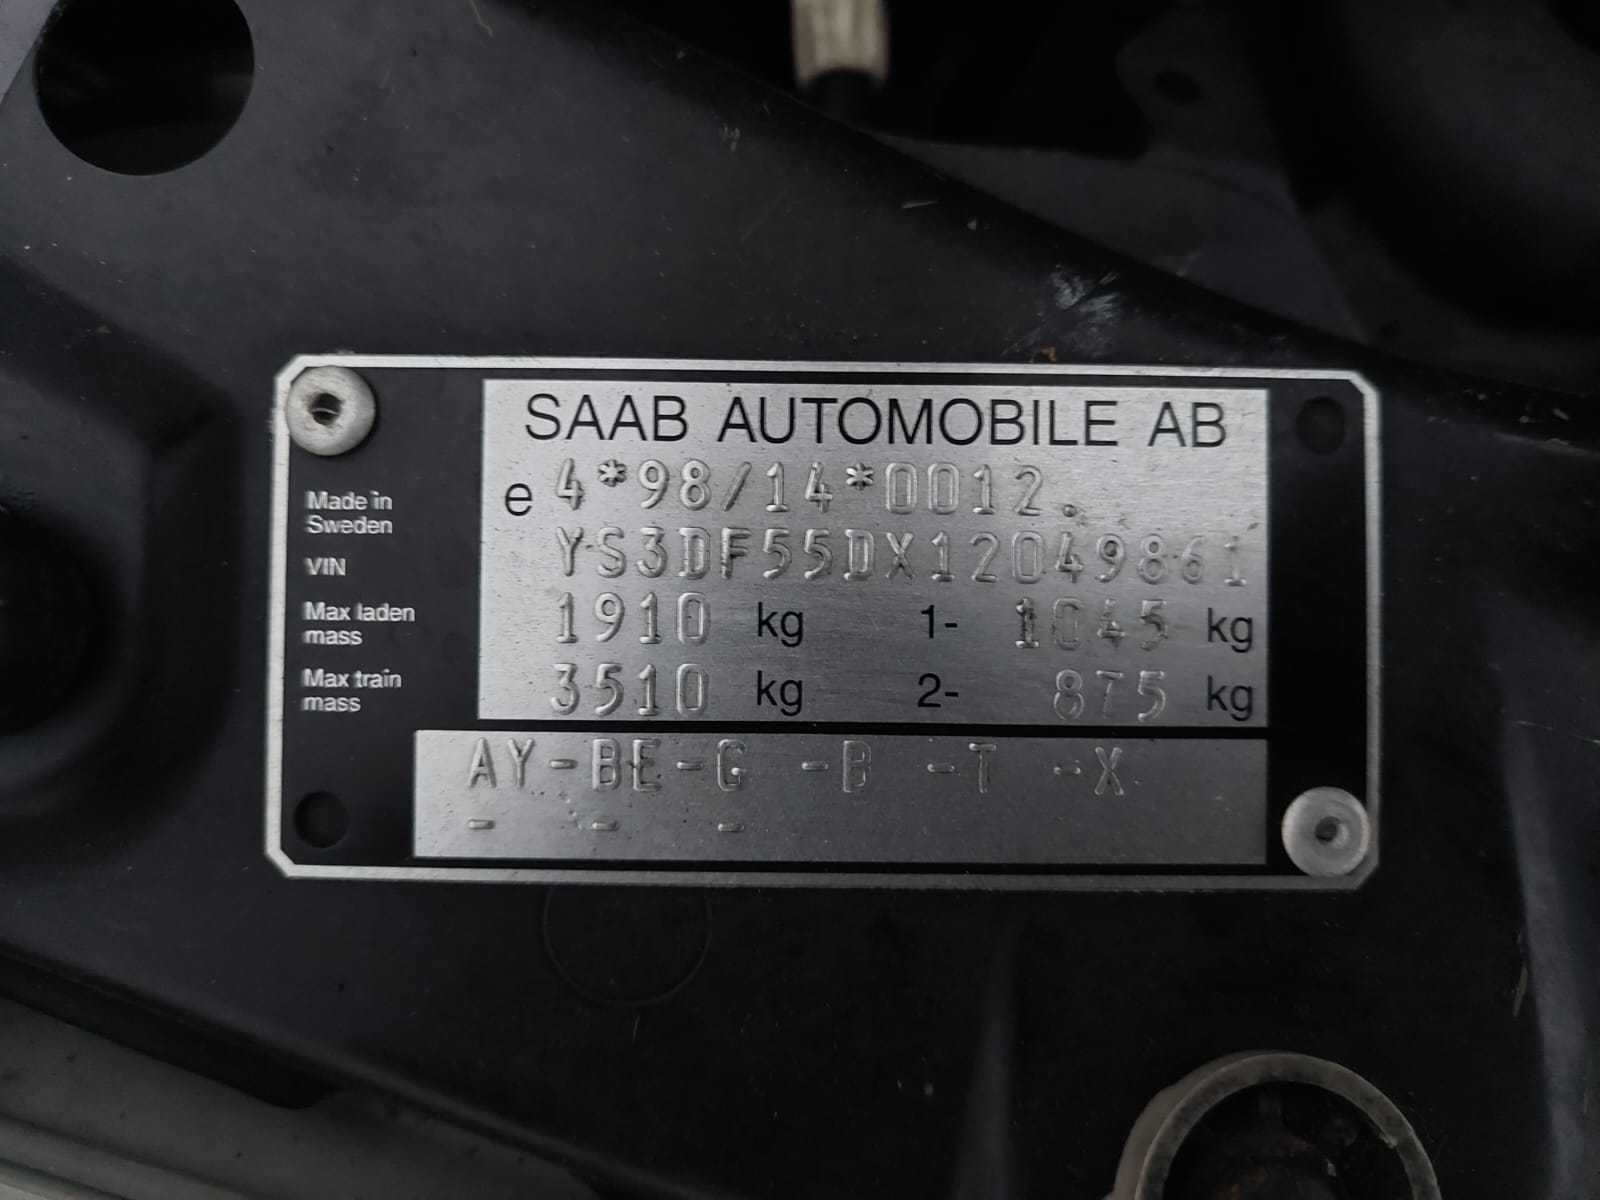 SAAB AUTOMOBILE AB
e 4*98/14*0012.
Made in
Sweden
VIN YS3DF55DX12049861
Max laden
mass 1910 kg 1- 1045 kg
Max train
mass 3510 kg 2- 875 kg
AY-BE-G -B -T -X
- - -